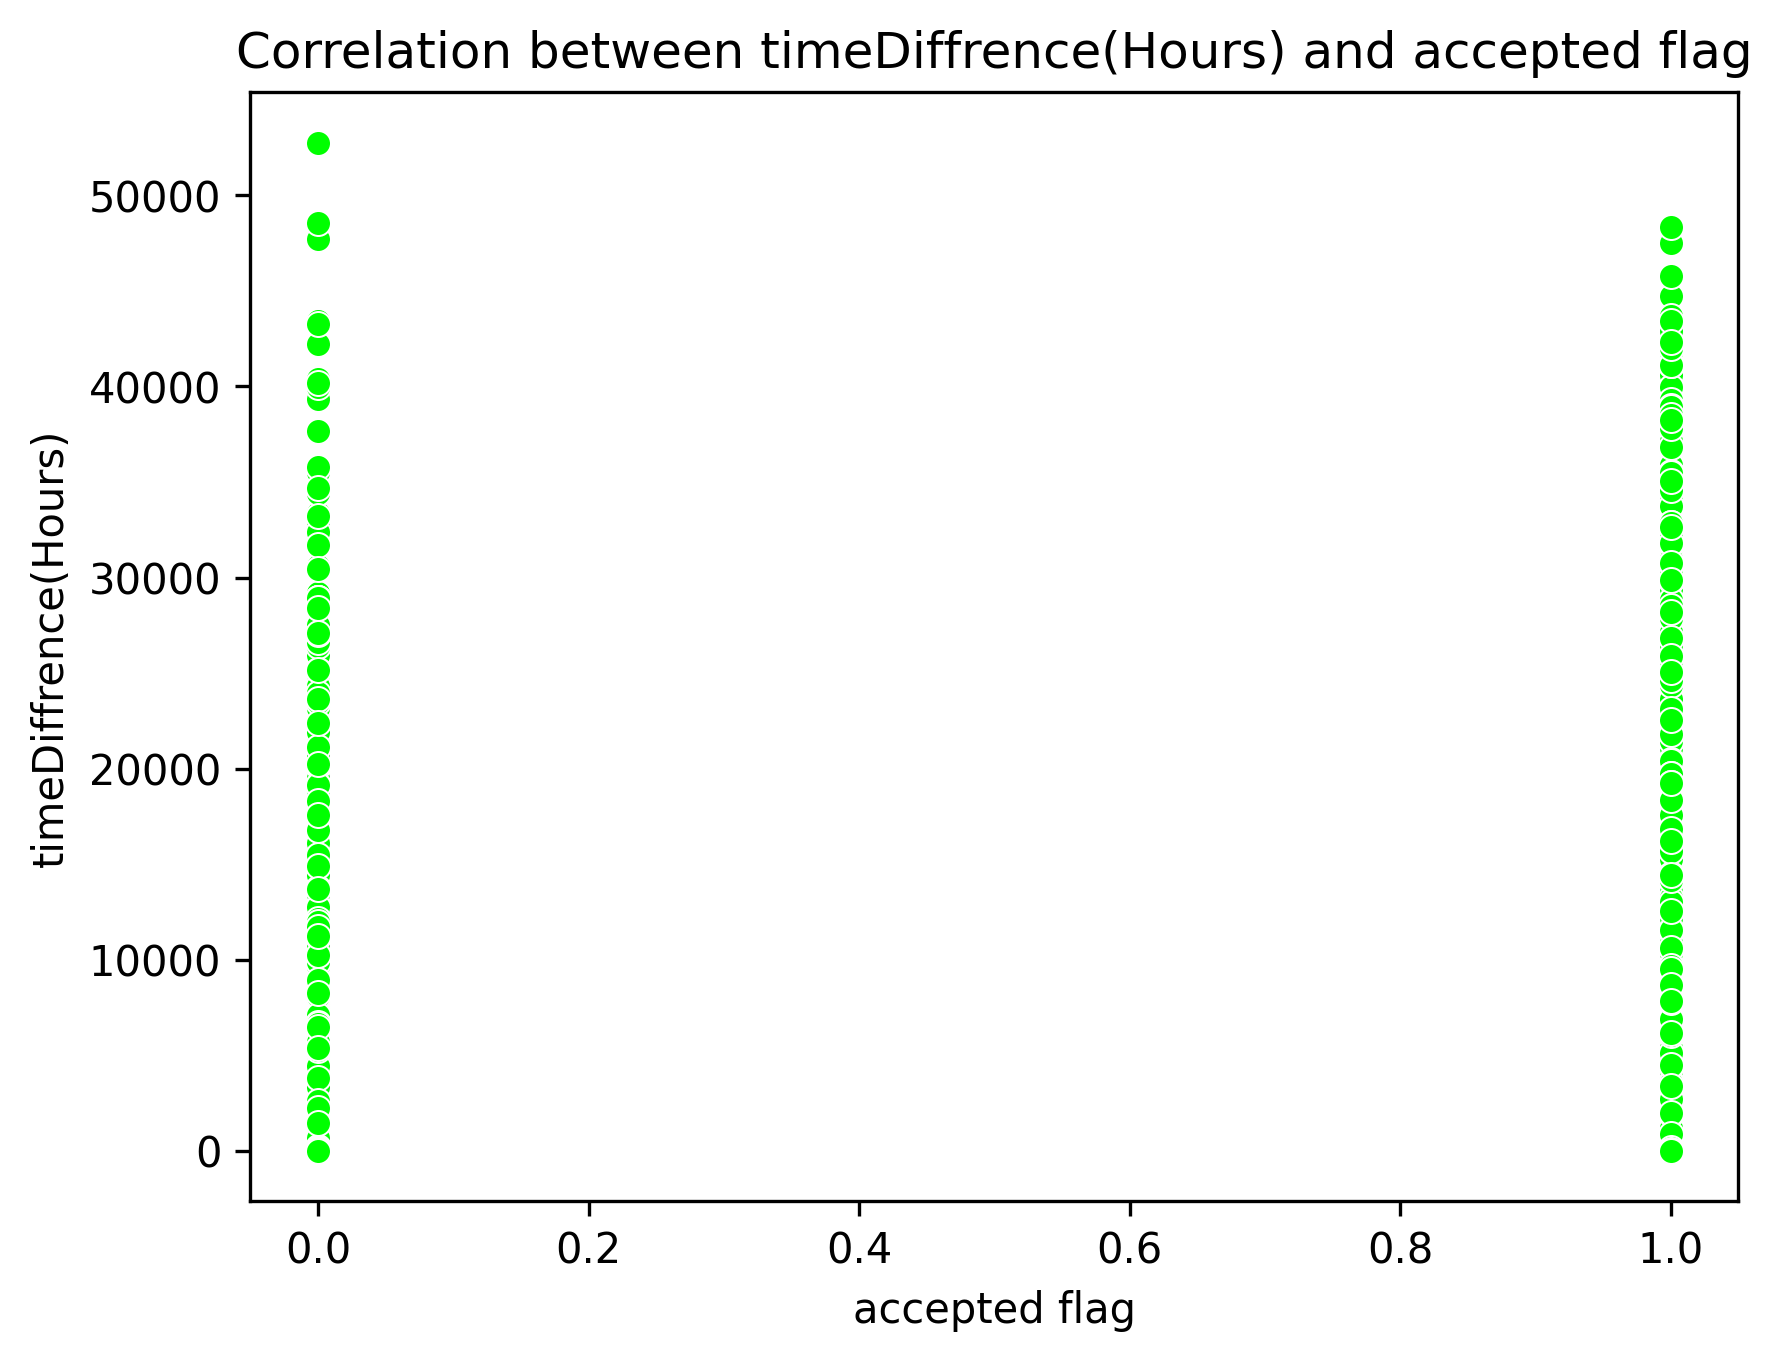 Correlation between timeDiffrence(Hours) and accepted flag
timeDiffrence(Hours)
50000
40000
30000
20000
10000
0
0.0 0.2 0.4 0.6 0.8 1.0
accepted flag